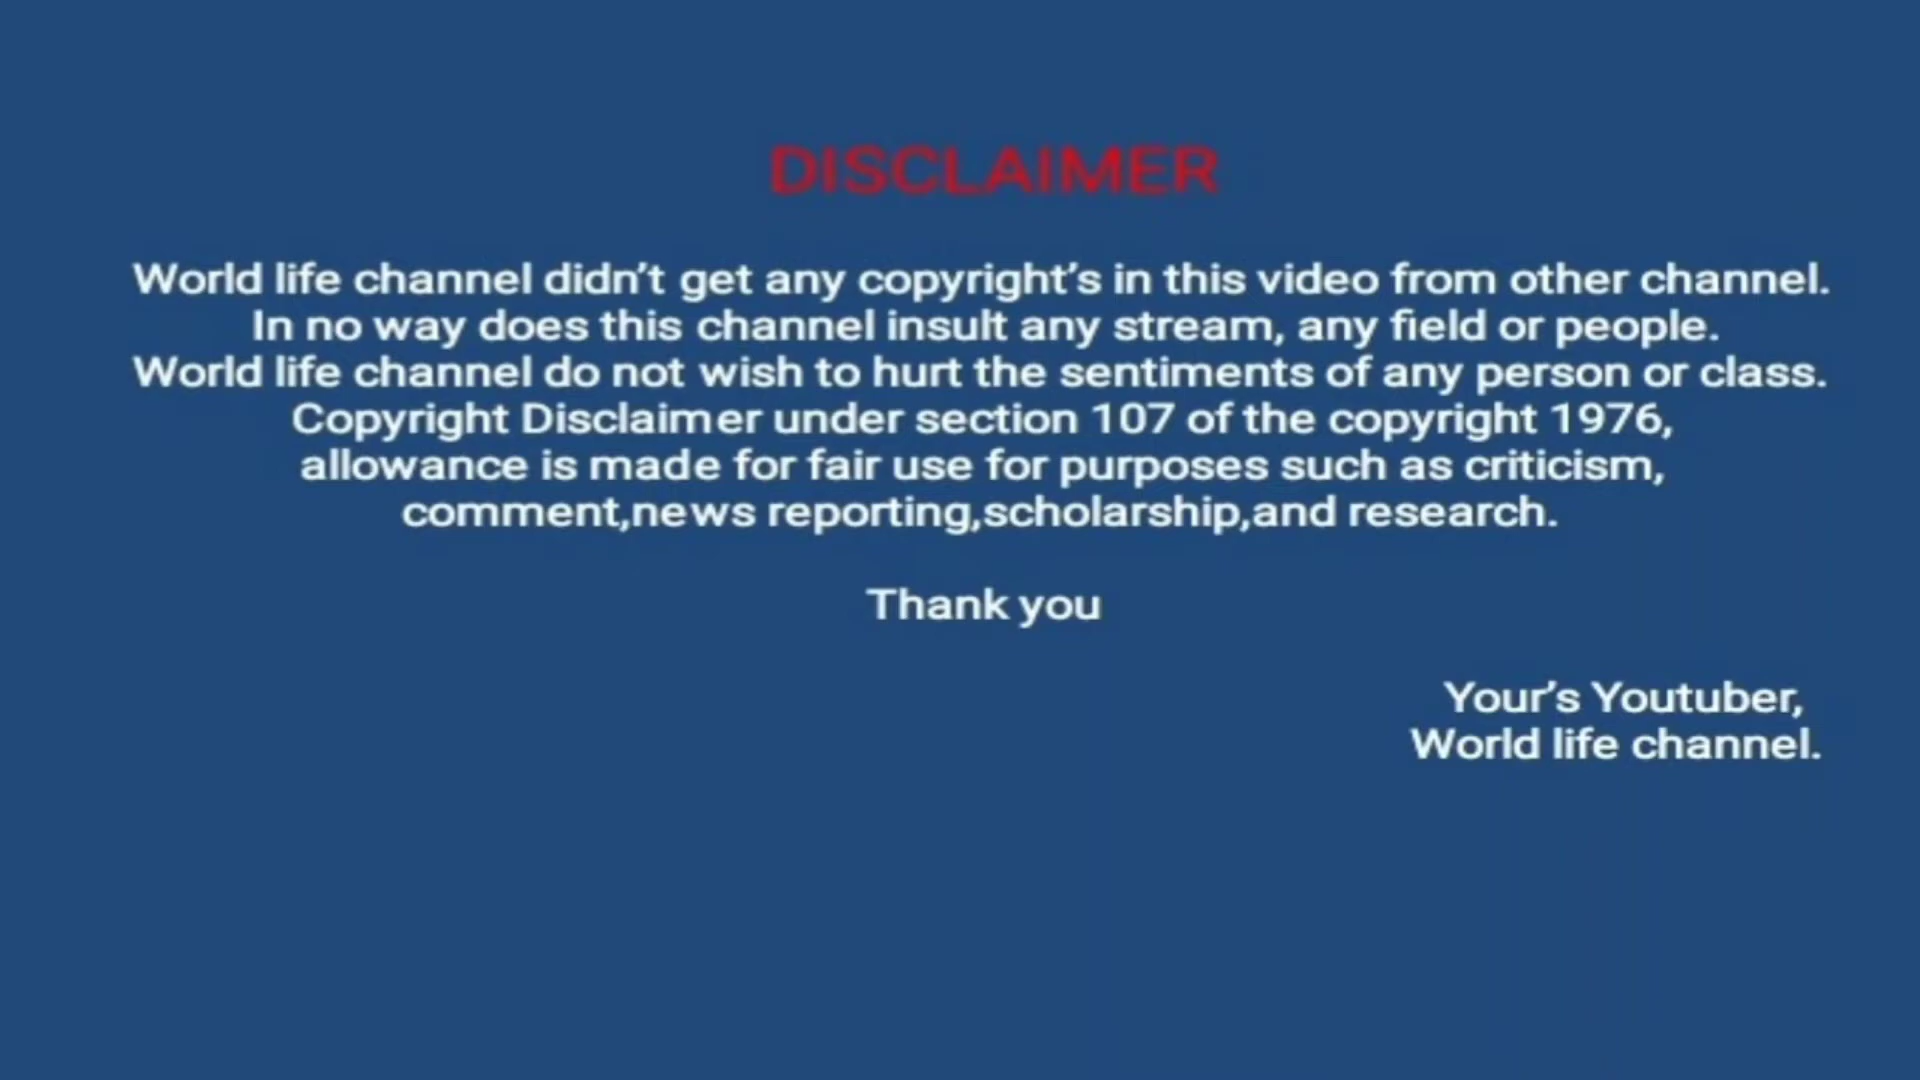 DISCLAIMER
World life channel didn’t get any copyright’s in this video from other channel.
In no way does this channel insult any stream, any field or people.
World life channel do not wish to hurt the sentiments of any person or class.
Copyright Disclaimer under section 107 of the copyright 1976,
allowance is made for fair use for purposes such as criticism,
comment,news reporting,scholarship,and research.
Thank you
Your’s Youtuber,
World life channel.